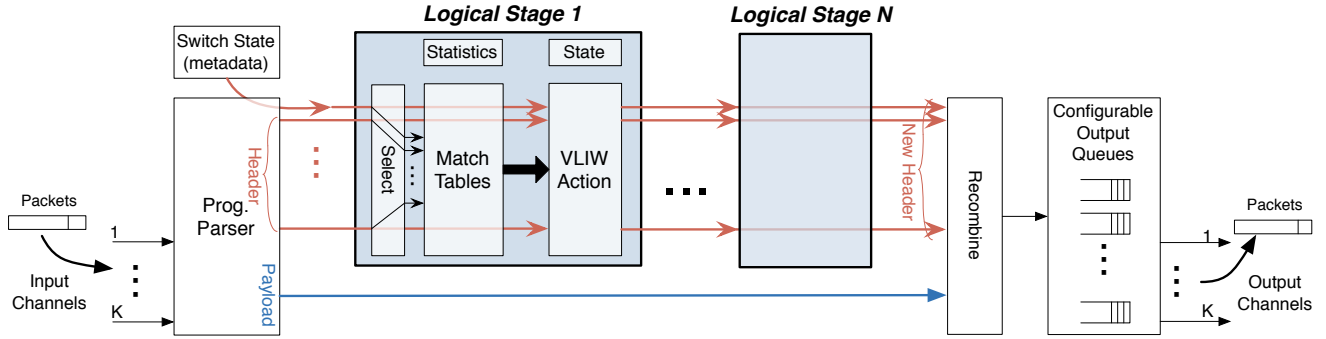 Logical Stage 1
Logical Stage N
Switch State
(metadata)
Statistics
State
Configurable
Output
Queues
Header
Select
Match
Tables
VLIW
Action
New Header
Recombine
Packets
Prog.
Parser
Packets
1
1
Input
Channels
Payload
Output
Channels
K
K